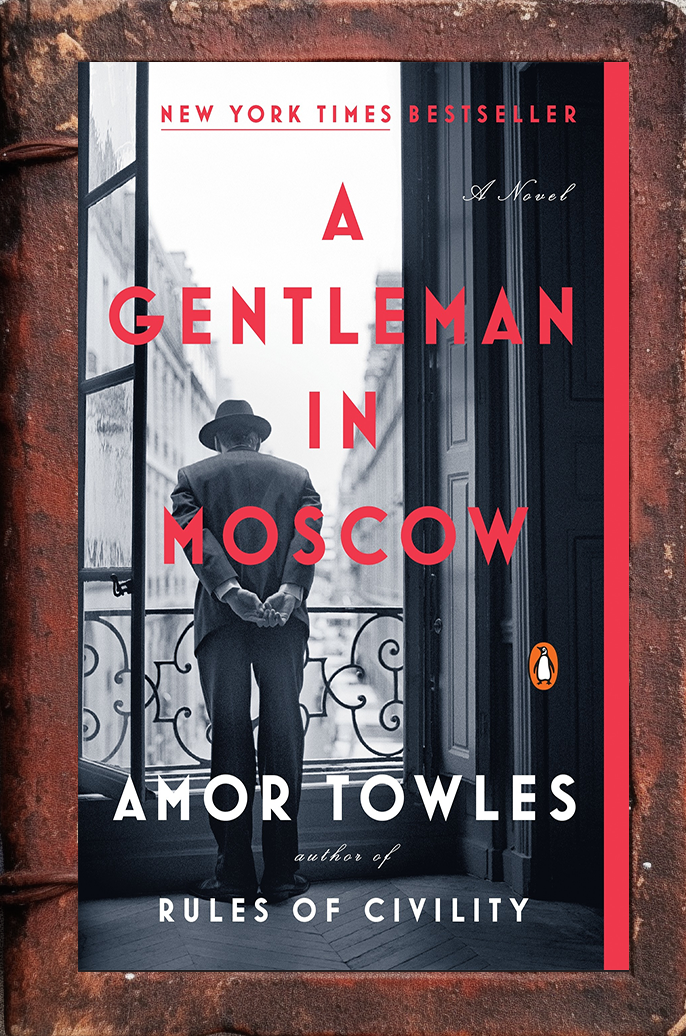 NEW YORK TIMES BESTSELLER
A Novel
A
GENTLEMAN
IN
MOSCOW
AMOR TOWLES
author of
RULES OF CIVILITY